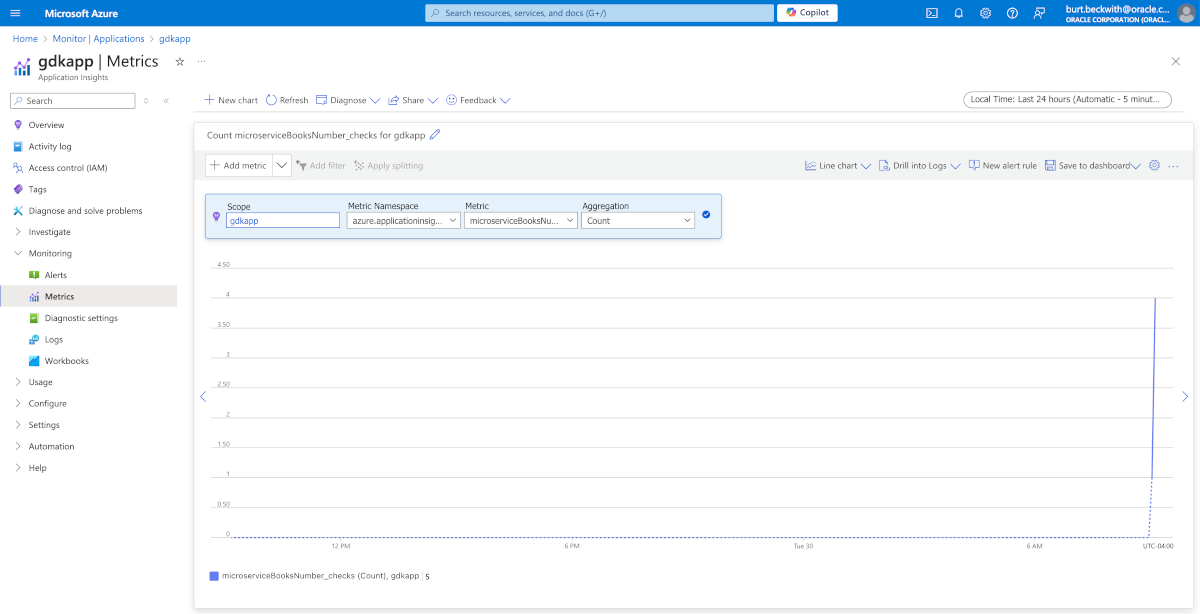 Microsoft Azure
Search resources, services, and docs (G+/)
Copilot
burt.beckwith@oracle.c...
ORACLE CORPORATION (ORACL...
Home > Monitor | Applications > gdkapp
gdkapp | Metrics
Application Insights
Search
Overview
Activity log
Access control (IAM)
Tags
Diagnose and solve problems
Investigate
Monitoring
Alerts
Metrics
Diagnostic settings
Logs
Workbooks
Usage
Configure
Settings
Automation
Help
New chart Refresh Diagnose Share Feedback
Local Time: Last 24 hours (Automatic - 5 minut...
Count microserviceBooksNumber_checks for gdkapp
Add metric Add filter Apply splitting Line chart Drill into Logs New alert rule Save to dashboard
Scope Metric Namespace Metric Aggregation
gdkapp azure.applicationinsig... microserviceBooksNu... Count
4.50
4
3.50
3
2.50
2
1.50
1
0.50
0
12 PM 6 PM Tue 30 6 AM UTC-04:00
microserviceBooksNumber_checks (Count), gdkapp | 5